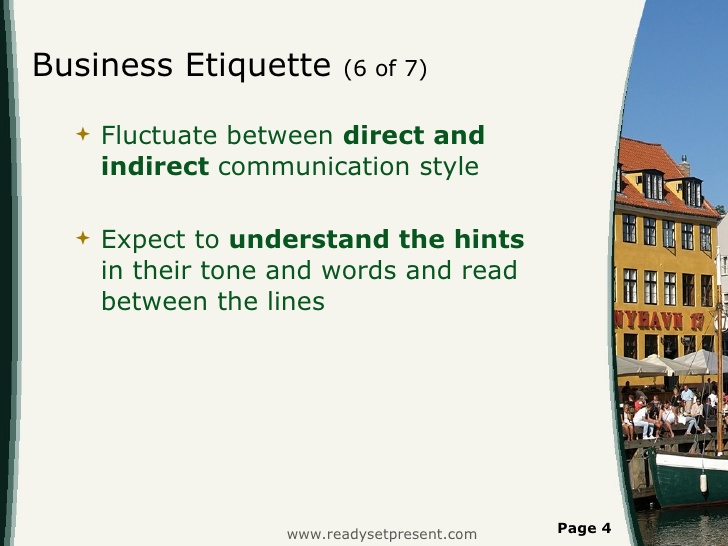 Business Etiquette (6 of 7)
Fluctuate between direct and
indirect communication style
Expect to understand the hints
in their tone and words and read
between the lines
NYHAVN 17
www.readysetpresent.com
Page 4